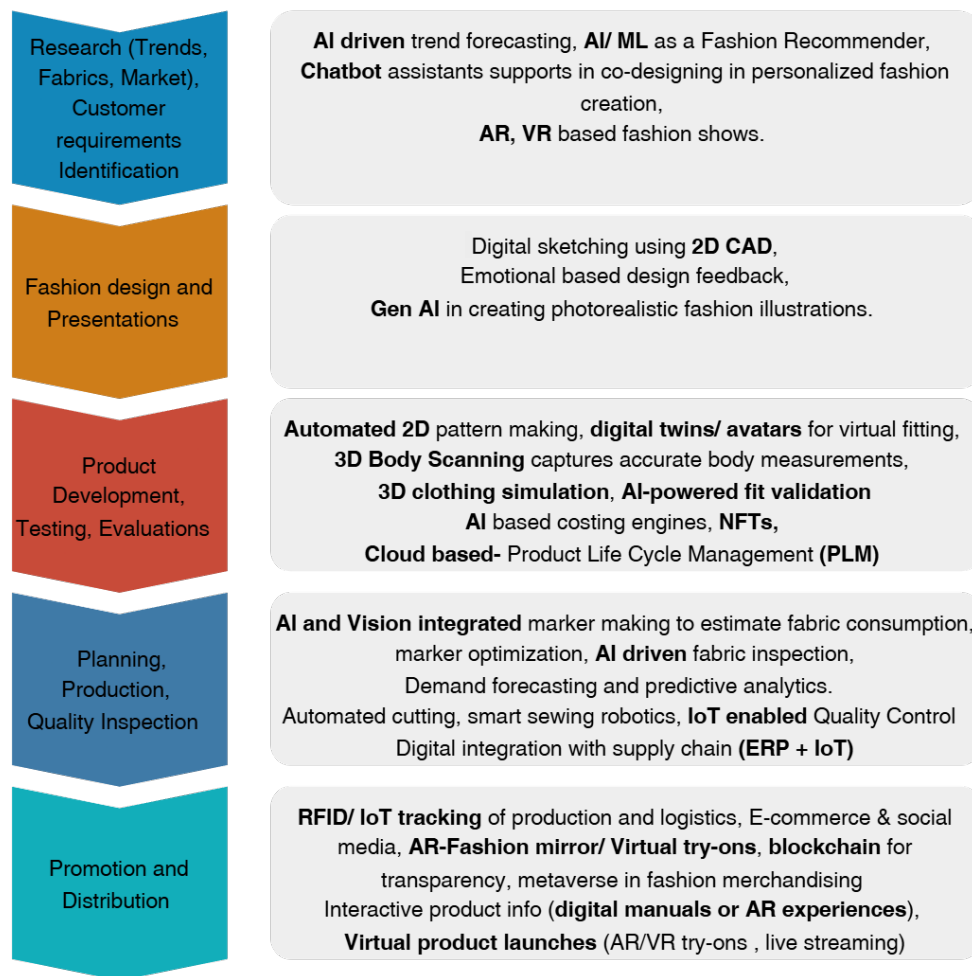 Research (Trends,
Fabrics, Market),
Customer
requirements
Identification
AI driven trend forecasting, AI/ ML as a Fashion Recommender,
Chatbot assistants supports in co-designing in personalized fashion
creation,
AR, VR based fashion shows.
Fashion design and
Presentations
Digital sketching using 2D CAD,
Emotional based design feedback,
Gen AI in creating photorealistic fashion illustrations.
Product
Development,
Testing, Evaluations
Automated 2D pattern making, digital twins/ avatars for virtual fitting,
3D Body Scanning captures accurate body measurements,
3D clothing simulation, AI-powered fit validation
AI based costing engines, NFTs,
Cloud based- Product Life Cycle Management (PLM)
Planning,
Production,
Quality Inspection
AI and Vision integrated marker making to estimate fabric consumption,
marker optimization, AI driven fabric inspection,
Demand forecasting and predictive analytics.
Automated cutting, smart sewing robotics, IoT enabled Quality Control
Digital integration with supply chain (ERP + IoT)
Promotion and
Distribution
RFID/ IoT tracking of production and logistics, E-commerce & social
media, AR-Fashion mirror/ Virtual try-ons, blockchain for
transparency, metaverse in fashion merchandising
Interactive product info (digital manuals or AR experiences),
Virtual product launches (AR/VR try-ons , live streaming)